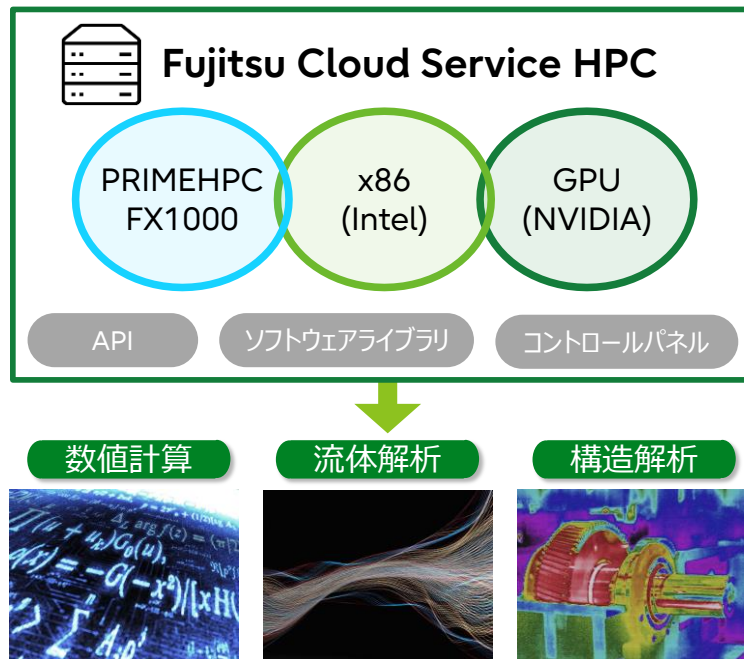 Fujitsu Cloud Service HPC
PRIMEHPC
FX1000
x86
(Intel)
GPU
(NVIDIA)
API
ソフトウェアライブラリ
コントロールパネル
数値計算
流体解析
構造解析